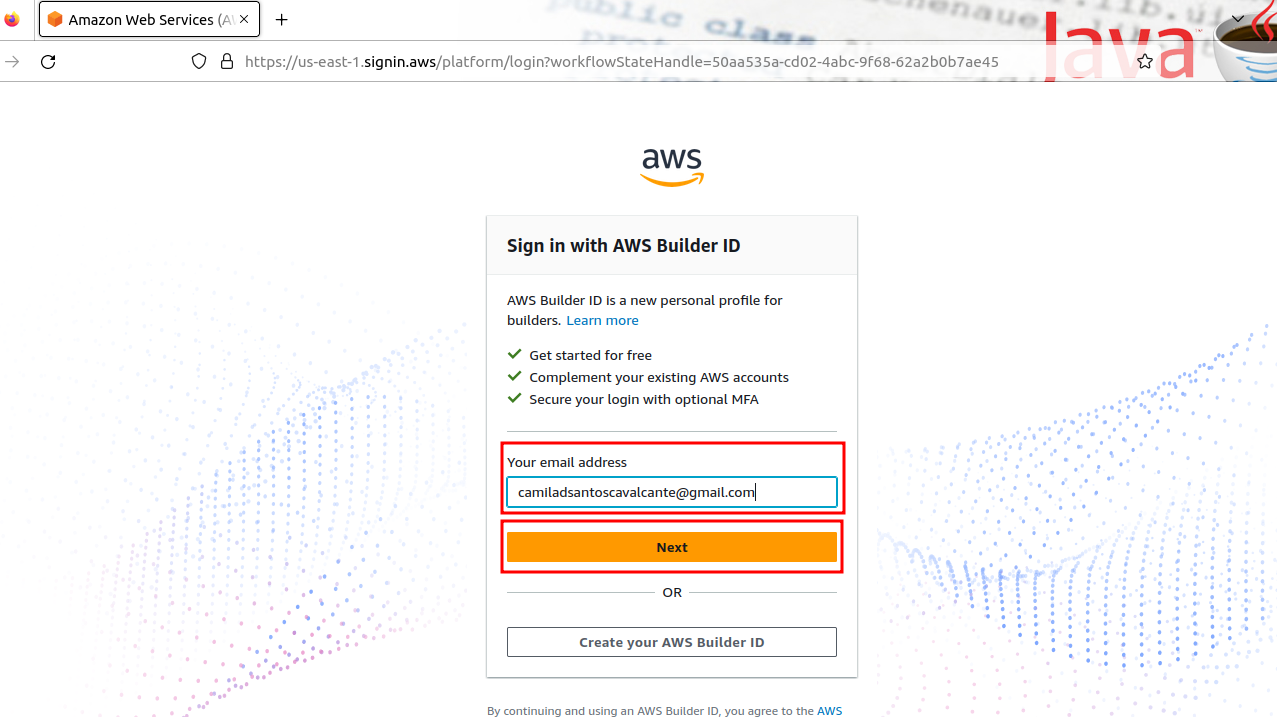 Amazon Web Services (A
public class
Java
https://us-east-1.signin.aws/platform/login?workflowStateHandle=50aa535a-cd02-4abc-9f68-62a2b0b7ae45
aws
Sign in with AWS Builder ID
AWS Builder ID is a new personal profile for
builders. Learn more
Get started for free
Complement your existing AWS accounts
Secure your login with optional MFA
Your email address
camiladsantoscavalcante@gmail.com
Next
OR
Create your AWS Builder ID
By continuing and using an AWS Builder ID, you agree to the AWS